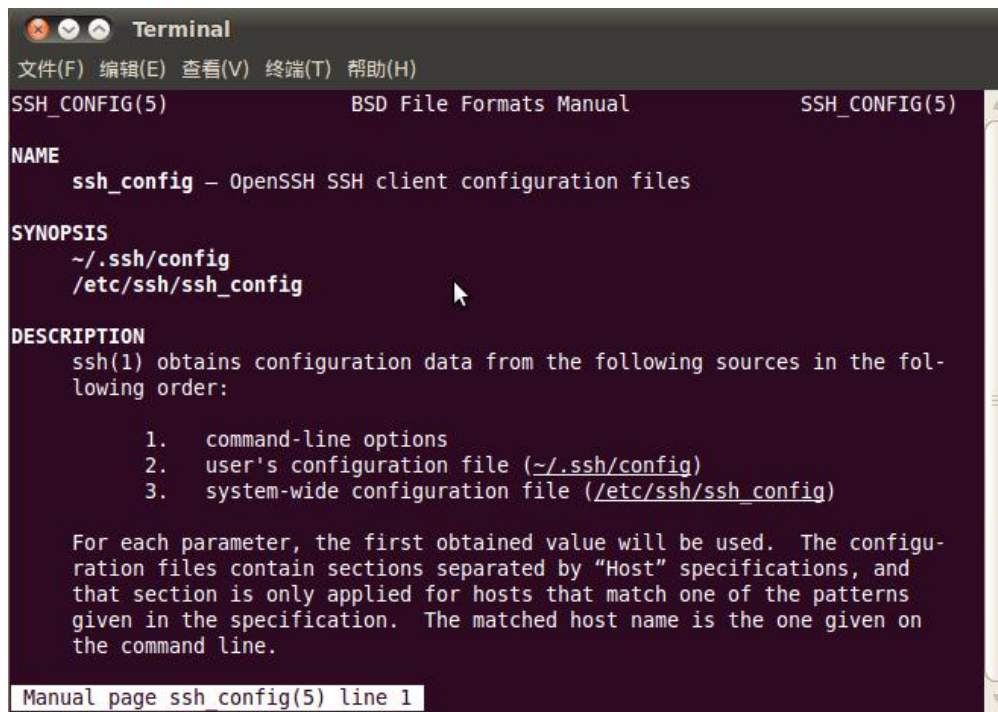 Terminal
文件(F) 编辑(E) 查看(V) 终端(T) 帮助(H)
SSH_CONFIG(5) BSD File Formats Manual SSH_CONFIG(5)
NAME
ssh_config — OpenSSH SSH client configuration files
SYNOPSIS
~/.ssh/config
/etc/ssh/ssh_config
DESCRIPTION
ssh(1) obtains configuration data from the following sources in the fol-
lowing order:
1. command-line options
2. user's configuration file (~/.ssh/config)
3. system-wide configuration file (/etc/ssh/ssh_config)
For each parameter, the first obtained value will be used. The configu-
ration files contain sections separated by “Host” specifications, and
that section is only applied for hosts that match one of the patterns
given in the specification. The matched host name is the one given on
the command line.
Manual page ssh_config(5) line 1